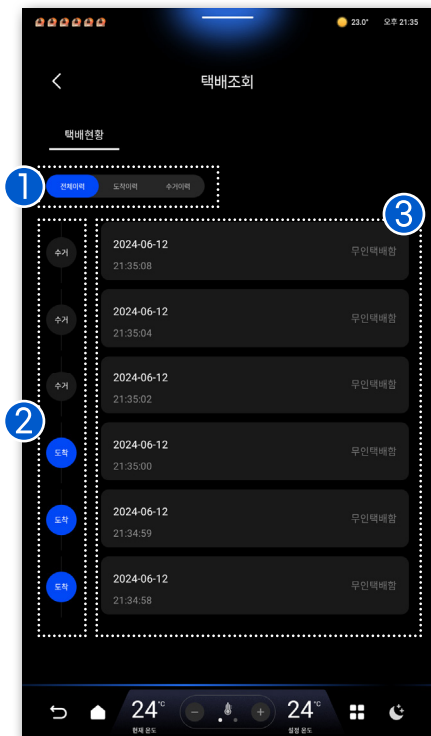 23.0° 오후 21:35
택배조회
택배현황
1
전체이력 도착이력 수거이력
3
수거 2024-06-12 무인택배함
21:35:08
수거 2024-06-12 무인택배함
21:35:04
수거 2024-06-12 무인택배함
21:35:02
2
도착 2024-06-12 무인택배함
21:35:00
도착 2024-06-12 무인택배함
21:34:59
도착 2024-06-12 무인택배함
21:34:58
24°C 24°C
현재 온도 설정 온도